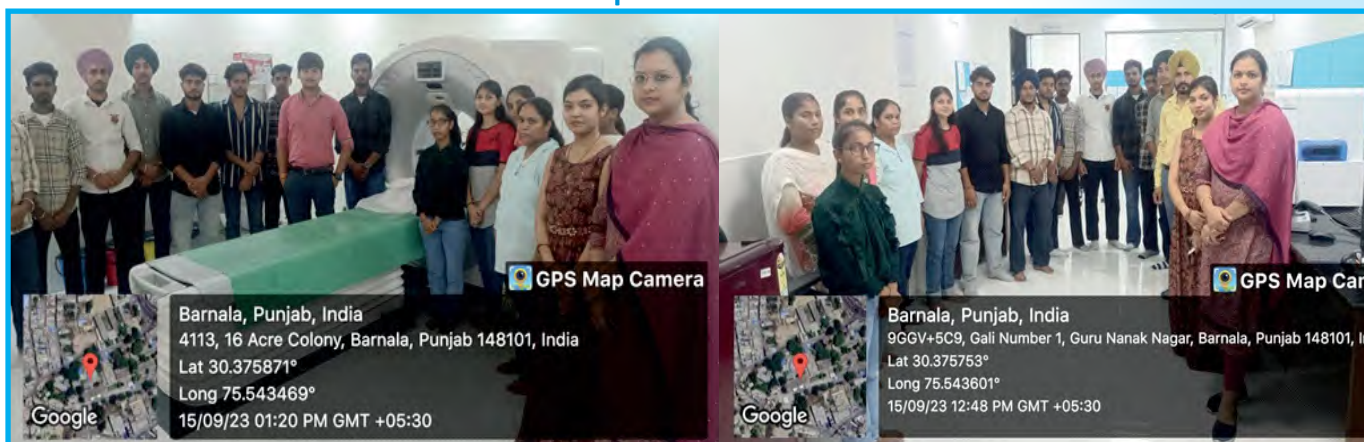 GPS Map Camera
Barnala, Punjab, India
4113, 16 Acre Colony, Barnala, Punjab 148101, India
Lat 30.375871°
Long 75.543469°
15/09/23 01:20 PM GMT +05:30
Google
GPS Map Cam
Barnala, Punjab, India
9GGV+5C9, Gali Number 1, Guru Nanak Nagar, Barnala, Punjab 148101, I
Lat 30.375753°
Long 75.543601°
15/09/23 12:48 PM GMT +05:30
Google